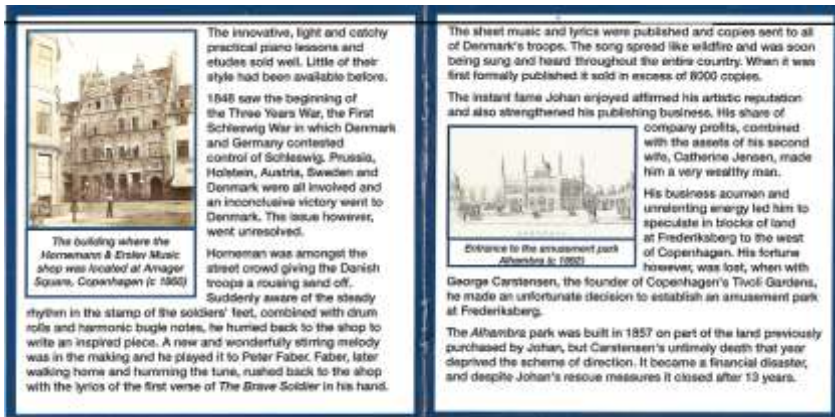 The innovative, light and catchy
practical piano lessons and
etudes sold well. Little of their
style had been available before.
1848 saw the beginning of
the Three Years War, the First
Schleswig War in which Denmark
and Germany contested
control of Schleswig. Prussia,
Holstein, Austria, Sweden and
Denmark were all involved and
an inconclusive victory went to
Denmark. The issue however,
went unresolved.
Horneman was amongst the
street crowd giving the Danish
troops a rousing send off.
Suddenly aware of the steady
rhythm in the stamp of the soldiers' feet, combined with drum
rolls and harmonic bugle notes, he hurried back to the shop to
write an inspired piece. A new and wonderfully stirring melody
was in the making and he played it to Peter Faber. Faber, later
walking home and humming the tune, rushed back to the shop
with the lyrics of the first verse of The Brave Soldier in his hand.
The building where the
Hornemann & Erslev Music
shop was located at Amager
Square, Copenhagen (c 1860)
The sheet music and lyrics were published and copies sent to all
of Denmark's troops. The song spread like wildfire and was soon
being sung and heard throughout the entire country. When it was
first formally published it sold in excess of 8000 copies.
The instant fame Johan enjoyed affirmed his artistic reputation
and also strengthened his publishing business. His share of
company profits, combined
with the assets of his second
wife, Catherine Jensen, made
him a very wealthy man.
His business acumen and
unrelenting energy led him to
speculate in blocks of land
at Frederiksberg to the west
of Copenhagen. His fortune
however, was lost, when with
George Carstensen, the founder of Copenhagen's Tivoli Gardens,
he made an unfortunate decision to establish an amusement park
at Frederiksberg.
The Alhambra park was built in 1857 on part of the land previously
purchased by Johan, but Carstensen's untimely death that year
deprived the scheme of direction. It became a financial disaster,
and despite Johan's rescue measures it closed after 13 years.
Entrance to the amusement park
Alhambra (c 1860)